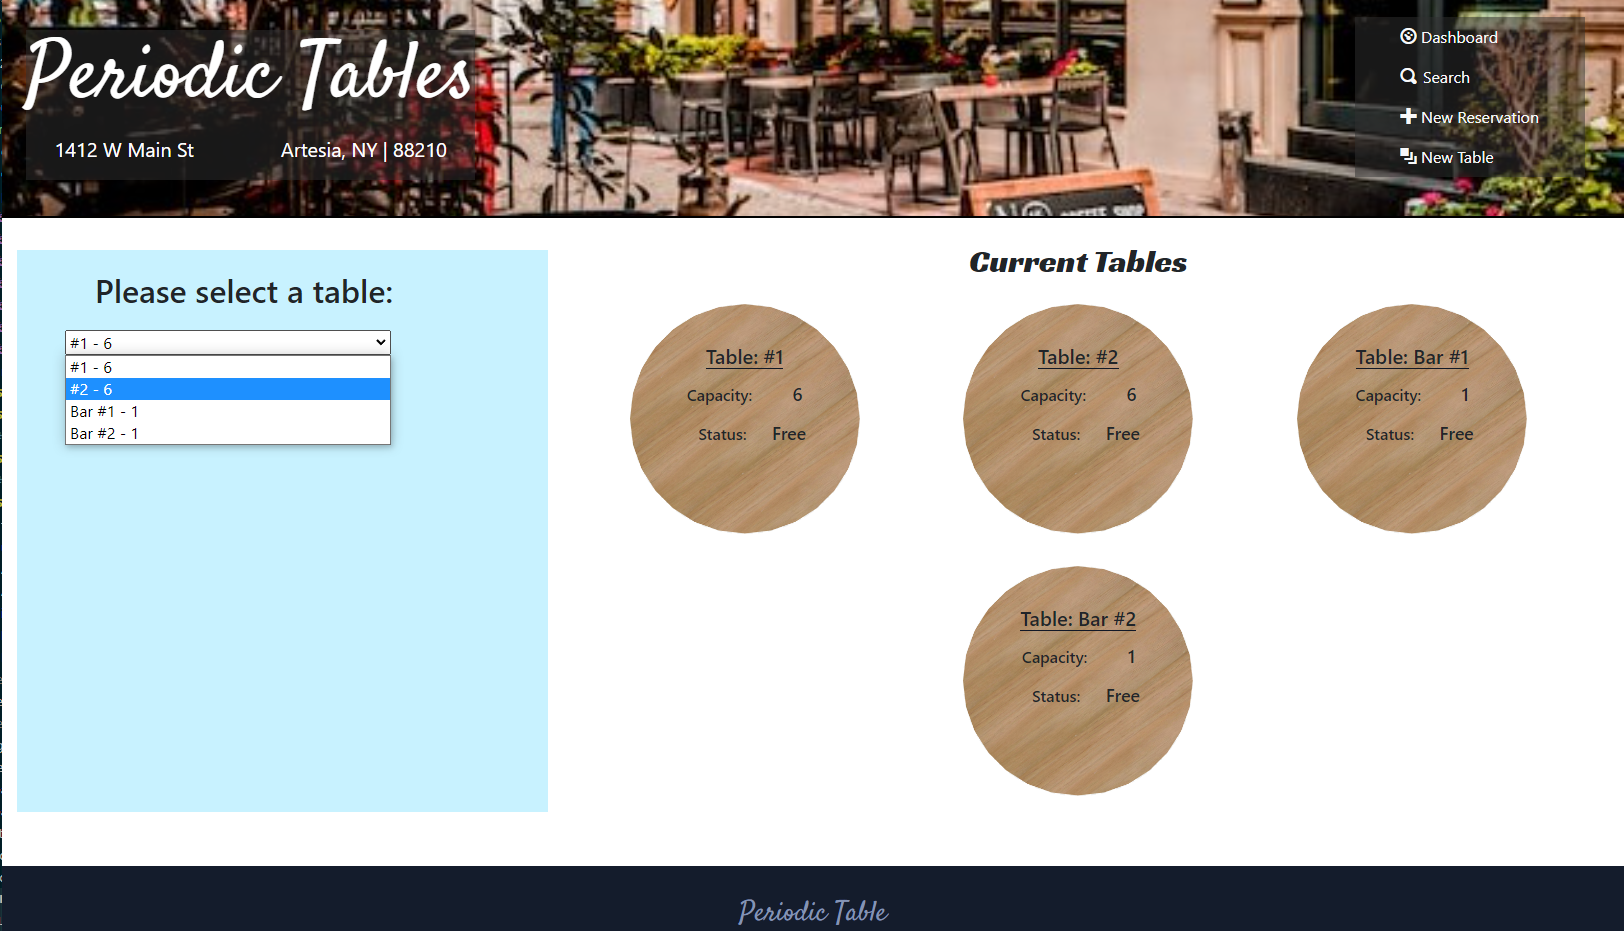 Periodic Tables
1412 W Main St
Artesia, NY | 88210
Dashboard
Search
New Reservation
New Table
COFFEE SHOP
Please select a table:
#1 - 6
#1 - 6
#2 - 6
Bar #1 - 1
Bar #2 - 1
Current Tables
Table: #1
Capacity: 6
Status: Free
Table: #2
Capacity: 6
Status: Free
Table: Bar #1
Capacity: 1
Status: Free
Table: Bar #2
Capacity: 1
Status: Free
Periodic Table